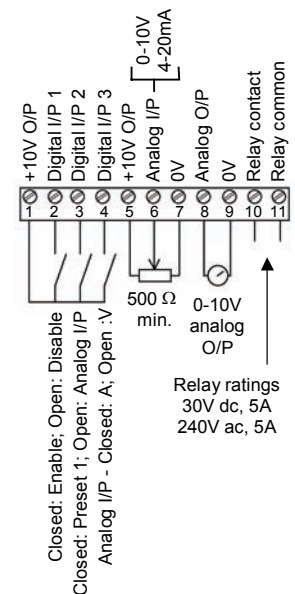 0-10V
4-20mA
+10V O/P
Digital I/P 1
Digital I/P 2
Digital I/P 3
+10V O/P
Analog I/P
0V
Analog O/P
0V
Relay contact
Relay common
1 2 3 4 5 6 7 8 9 10 11
500 Ω
min.
0-10V
analog
O/P
Relay ratings
30V dc, 5A
240V ac, 5A
Closed: Enable; Open: Disable
Closed: Preset 1; Open: Analog I/P
Analog I/P - Closed: A; Open :V